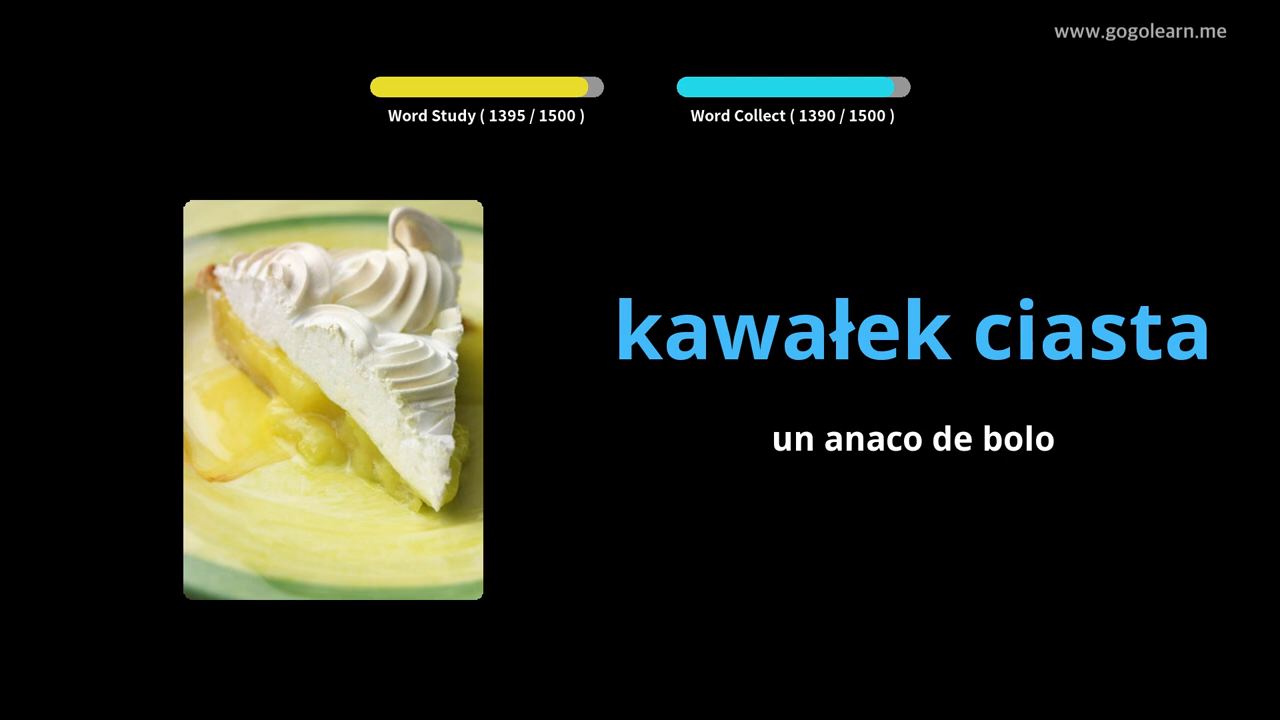 www.gogolearn.me
Word Study ( 1395 / 1500 )
Word Collect ( 1390 / 1500 )
kawałek ciasta
un anaco de bolo